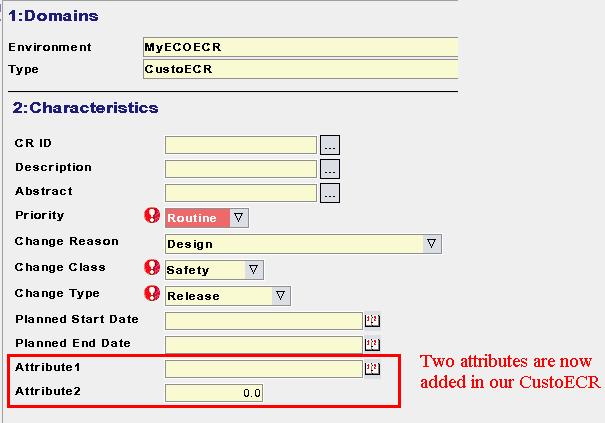 1:Domains
Environment MyECOECR
Type CustoECR
2:Characteristics
CR ID ...
Description ...
Abstract ...
Priority Routine
Change Reason Design
Change Class Safety
Change Type Release
Planned Start Date
Planned End Date
Attribute1
Attribute2 0.0
Two attributes are now
added in our CustoECR